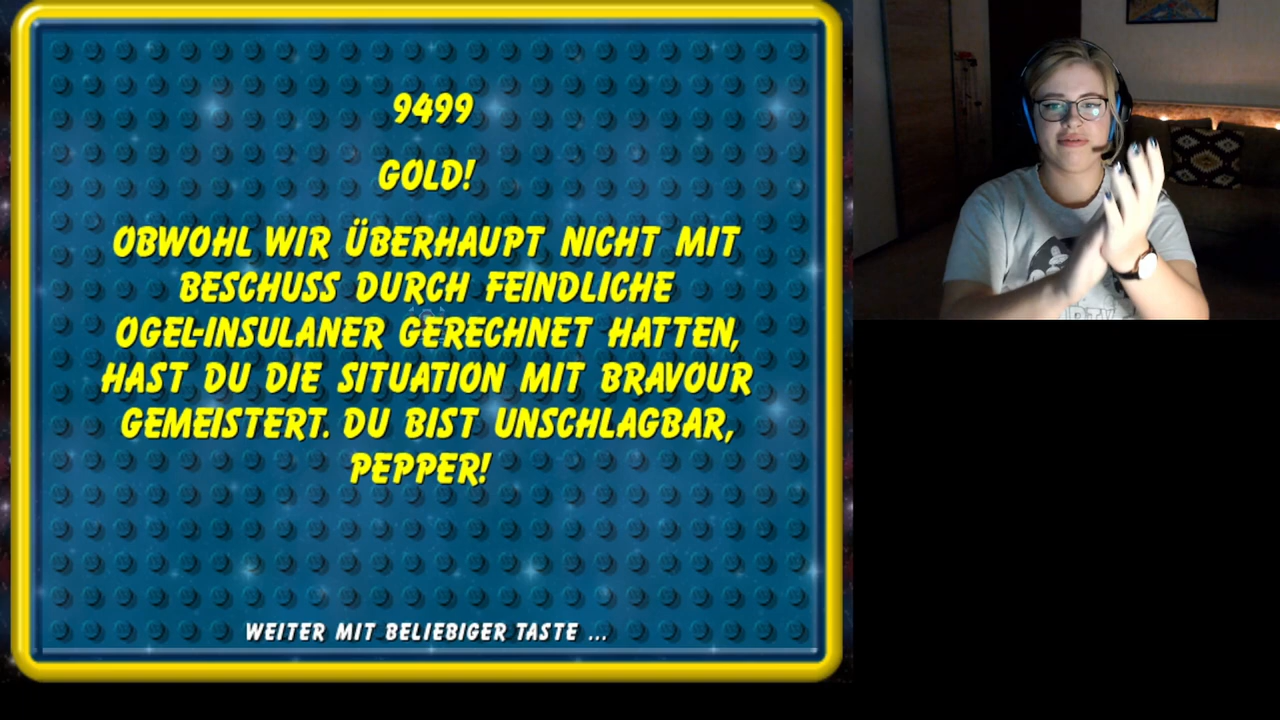 9499
GOLD!
OBWOHL WIR ÜBERHAUPT NICHT MIT
BESCHUSS DURCH FEINDLICHE
OGEL-INSULANER GERECHNET HATTEN,
HAST DU DIE SITUATION MIT BRAVOUR
GEMEISTERT. DU BIST UNSCHLAGBAR,
PEPPER!
WEITER MIT BELIEBIGER TASTE ...